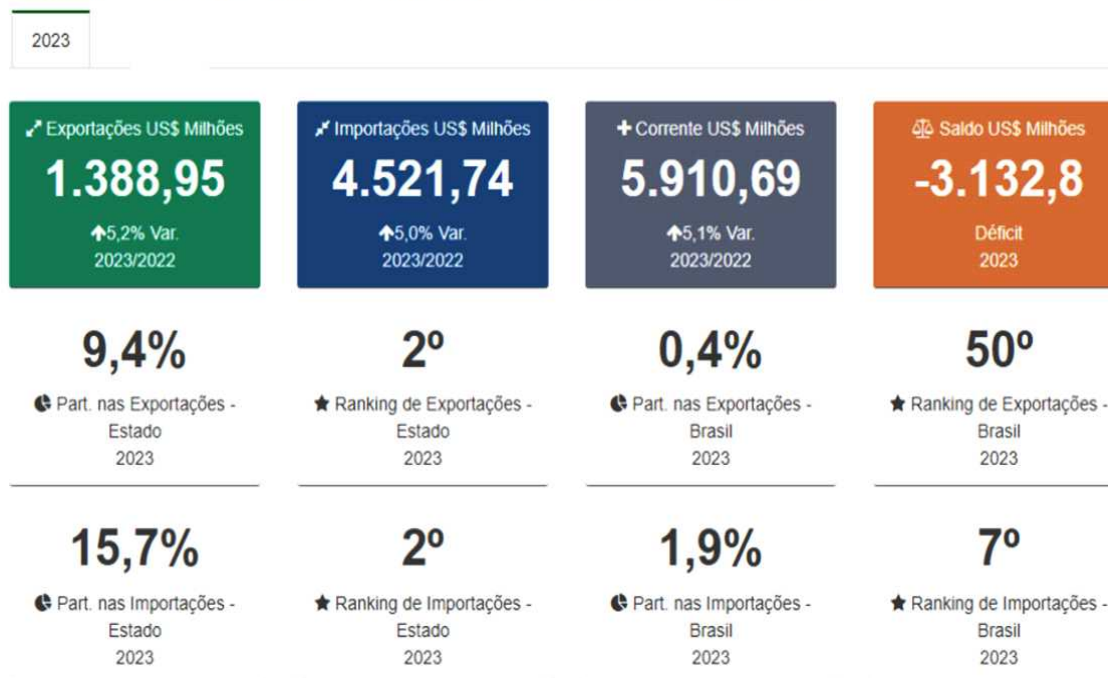 2023
Exportações US$ Milhões
1.388,95
5,2% Var.
2023/2022
Importações US$ Milhões
4.521,74
5,0% Var.
2023/2022
Corrente US$ Milhões
5.910,69
5,1% Var.
2023/2022
Saldo US$ Milhões
-3.132,8
Déficit
2023
9,4%
Part. nas Exportações -
Estado
2023
2º
Ranking de Exportações -
Estado
2023
0,4%
Part. nas Exportações -
Brasil
2023
50º
Ranking de Exportações -
Brasil
2023
15,7%
Part. nas Importações -
Estado
2023
2º
Ranking de Importações -
Estado
2023
1,9%
Part. nas Importações -
Brasil
2023
7º
Ranking de Importações -
Brasil
2023